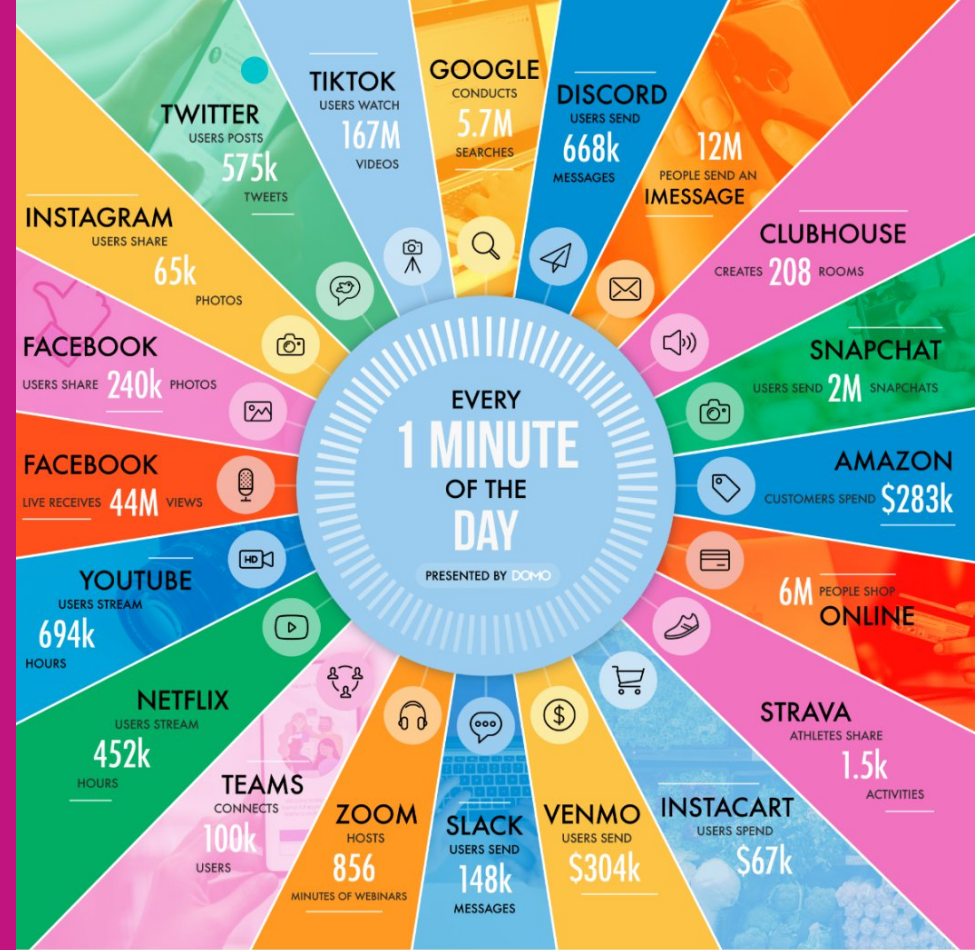 EVERY
1 MINUTE
OF THE
DAY
PRESENTED BY DOMO
GOOGLE
CONDUCTS
5.7M
SEARCHES
DISCORD
USERS SEND
668k
MESSAGES
12M
PEOPLE SEND AN
IMESSAGE
CLUBHOUSE
CREATES 208 ROOMS
SNAPCHAT
USERS SEND 2M SNAPCHATS
AMAZON
CUSTOMERS SPEND $283k
6M PEOPLE SHOP
ONLINE
STRAVA
ATHLETES SHARE
1.5k
ACTIVITIES
INSTACART
USERS SPEND
$67k
VENMO
USERS SEND
$304k
SLACK
USERS SEND
148k
MESSAGES
ZOOM
HOSTS
856
MINUTES OF WEBINARS
TEAMS
CONNECTS
100k
USERS
NETFLIX
USERS STREAM
452k
HOURS
YOUTUBE
USERS STREAM
694k
HOURS
HD
FACEBOOK
LIVE RECEIVES 44M VIEWS
FACEBOOK
USERS SHARE 240k PHOTOS
INSTAGRAM
USERS SHARE
65k
PHOTOS
TWITTER
USERS POSTS
575k
TWEETS
TIKTOK
USERS WATCH
167M
VIDEOS